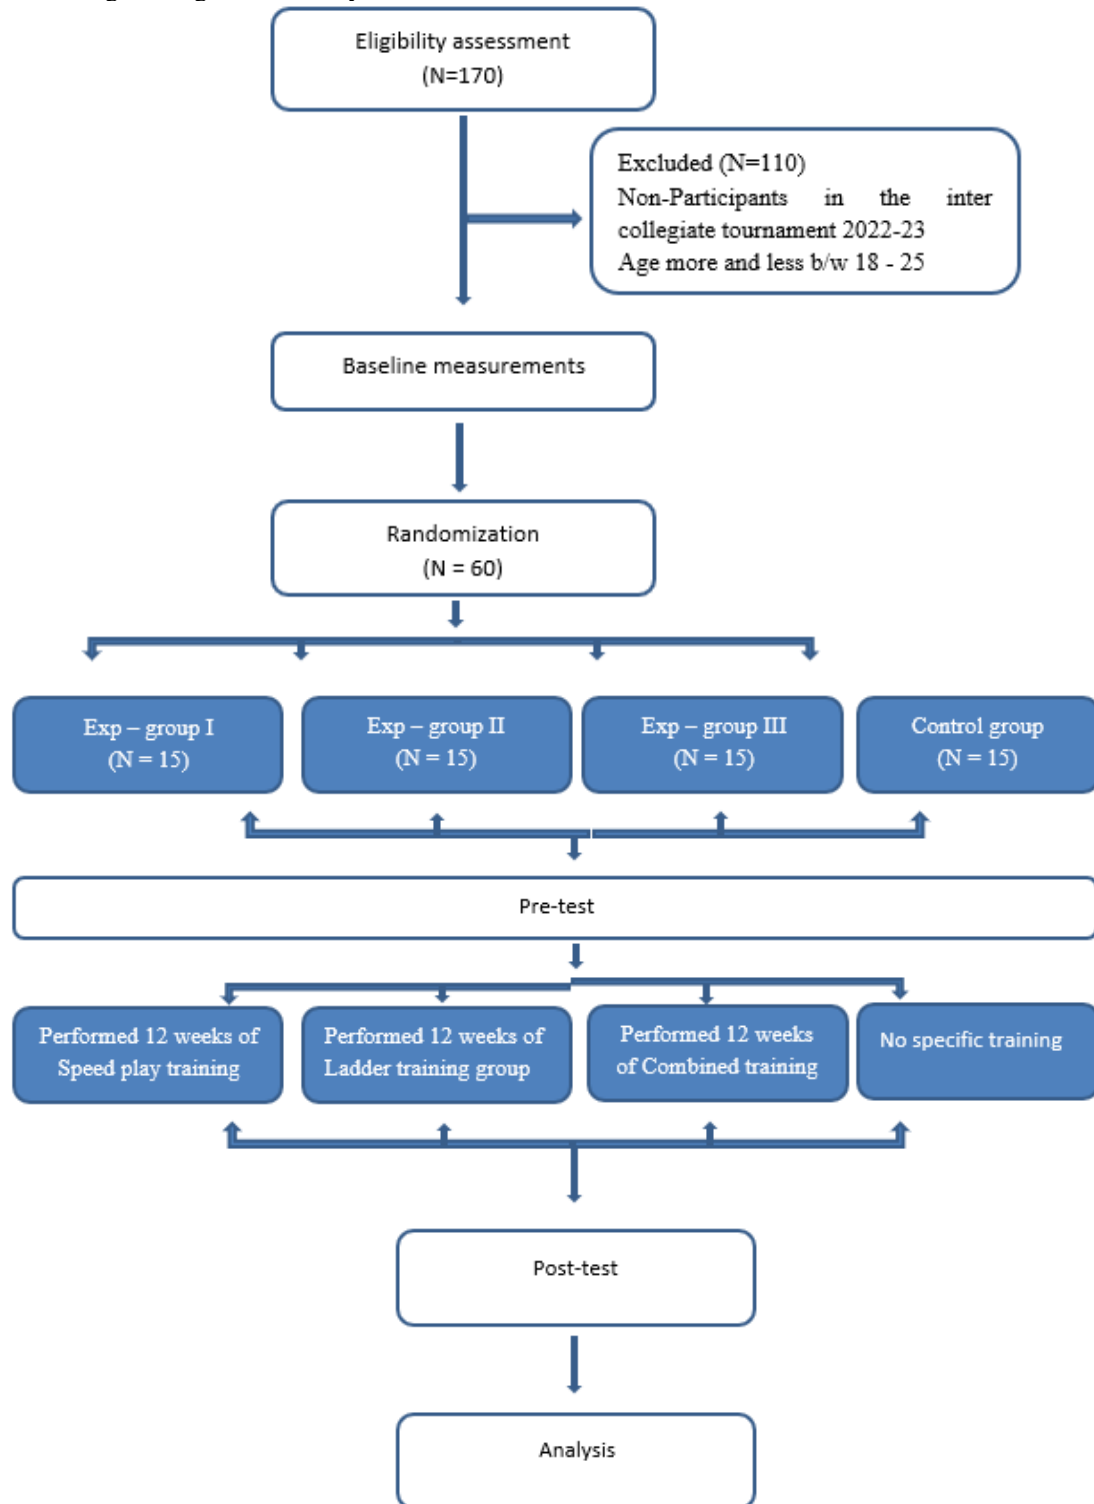 Eligibility assessment
(N=170)
Excluded (N=110)
Non-Participants in the inter
collegiate tournament 2022-23
Age more and less b/w 18 - 25
Baseline measurements
Randomization
(N = 60)
Exp – group I
(N = 15)
Exp – group II
(N = 15)
Exp – group III
(N = 15)
Control group
(N = 15)
Pre-test
Performed 12 weeks of
Speed play training
Performed 12 weeks of
Ladder training group
Performed 12 weeks
of Combined training
No specific training
Post-test
Analysis